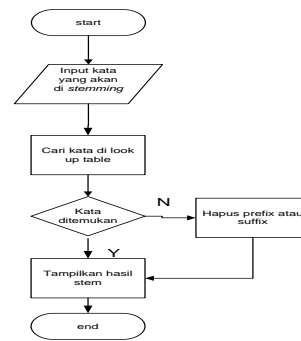 start
Input kata
yang akan
di stemming
Cari kata di look
up table
Kata
ditemukan
N
Hapus prefix atau
suffix
Y
Tampilkan hasil
stem
end